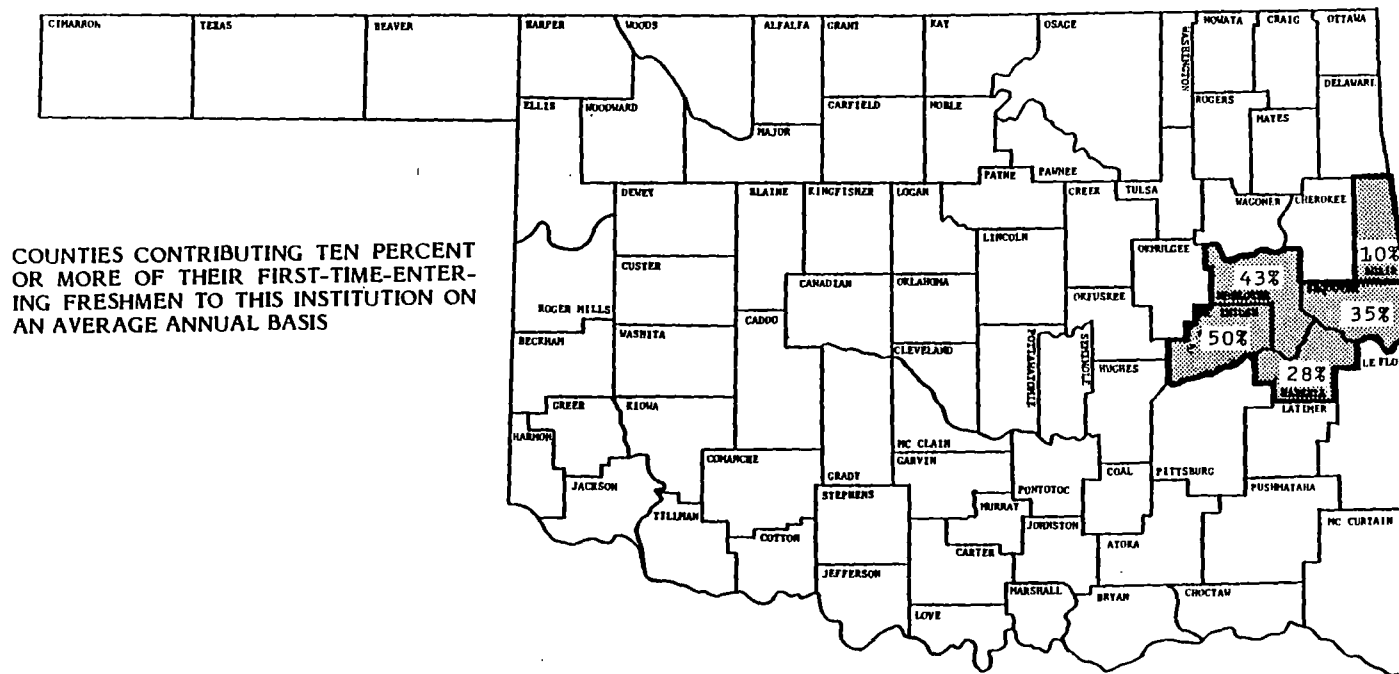 CIMARRON TEXAS BEAVER HARPER WOODS ALFALFA GRANT KAY OSAGE WASHINGTON NOWATA CRAIG OTTAWA
DELAWARE
ELLIS WOODWARD MAJOR GARFIELD NOBLE ROGERS MAYES
DEWEY BLAINE KINGFISHER LOGAN PAYNE PAWNEE CREEK TULSA WAGONER CHEROKEE
LINCOLN OKMULGEE
COUNTIES CONTRIBUTING TEN PERCENT
OR MORE OF THEIR FIRST-TIME-ENTER-
ING FRESHMEN TO THIS INSTITUTION ON
AN AVERAGE ANNUAL BASIS
10%
43%
CUSTER CANADIAN OKLAHOMA OKFUSKEE
ROGER MILLS CADDO
35%
BECKHAM WASHITA CLEVELAND POTTAWATOMIE SEMINOLE HUGHES
50%
LE FLO
28%
GREER KIOWA LATIMER
HARMON MC CLAIN
COMANCHE GARVIN
JACKSON GRADY COAL PITTSBURG
STEPHENS PONTOTOC PUSHMATAHA
TILLMAN MURRAY MC CURTAIN
COTTON JOHNSTON
CARTER ATOKA
JEFFERSON
MARSHALL BRYAN CHOCTAW
LOVE